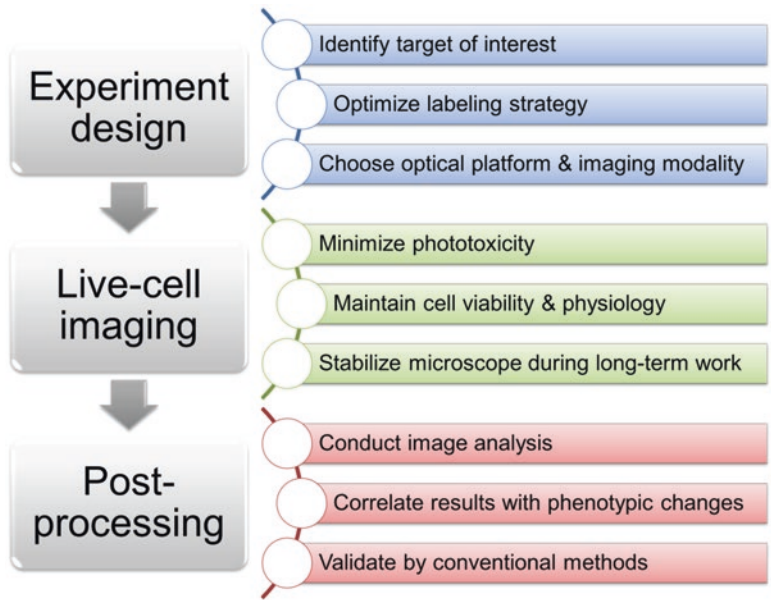 Experiment
design
Identify target of interest
Optimize labeling strategy
Choose optical platform & imaging modality
Live-cell
imaging
Minimize phototoxicity
Maintain cell viability & physiology
Stabilize microscope during long-term work
Post-
processing
Conduct image analysis
Correlate results with phenotypic changes
Validate by conventional methods